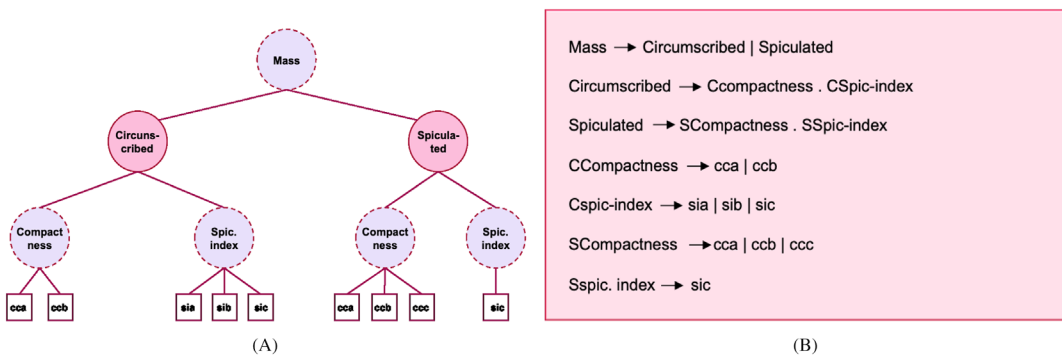 Mass
Circuns-
cribed
Spicula-
ted
Compact
ness
Spic.
index
Compact
ness
Spic.
index
cca
ccb
sia
sib
sic
cca
ccb
ccc
sic
(A)
Mass → Circumscribed | Spiculated
Circumscribed → Ccompactness . CSpic-index
Spiculated → SCompactness . SSpic-index
CCompactness → cca | ccb
Cspic-index → sia | sib | sic
SCompactness → cca | ccb | ccc
Sspic. index → sic
(B)